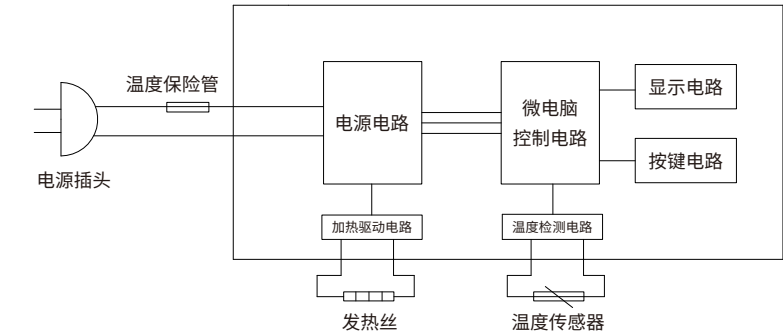 温度保险管
电源插头
电源电路
微电脑
控制电路
显示电路
按键电路
加热驱动电路
温度检测电路
发热丝
温度传感器